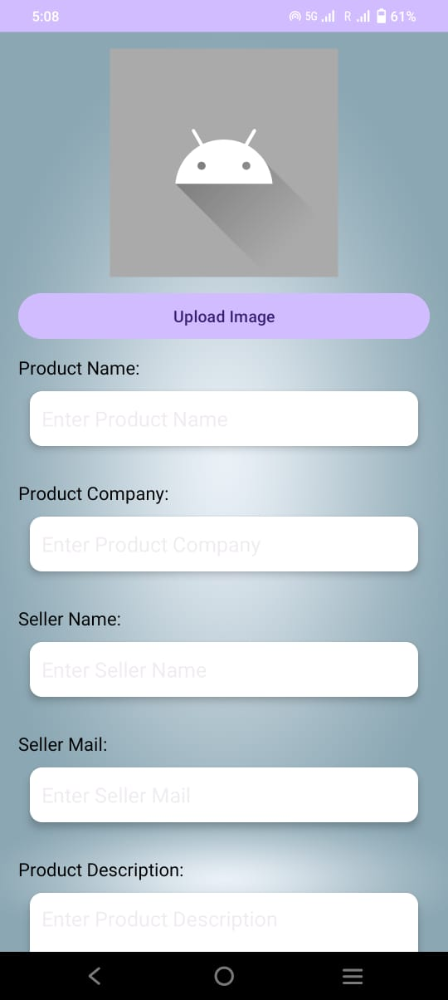 5:08 5G R 61%
Upload Image
Product Name:
Enter Product Name
Product Company:
Enter Product Company
Seller Name:
Enter Seller Name
Seller Mail:
Enter Seller Mail
Product Description:
Enter Product Description